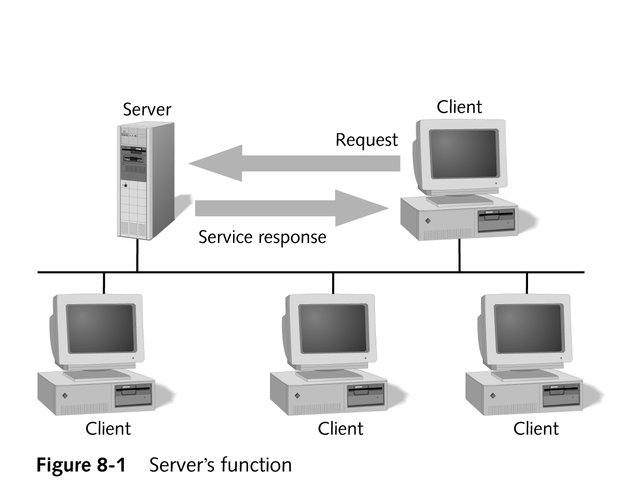 Server
Client
Request
Service response
Client
Client
Client
Figure 8-1 Server's function